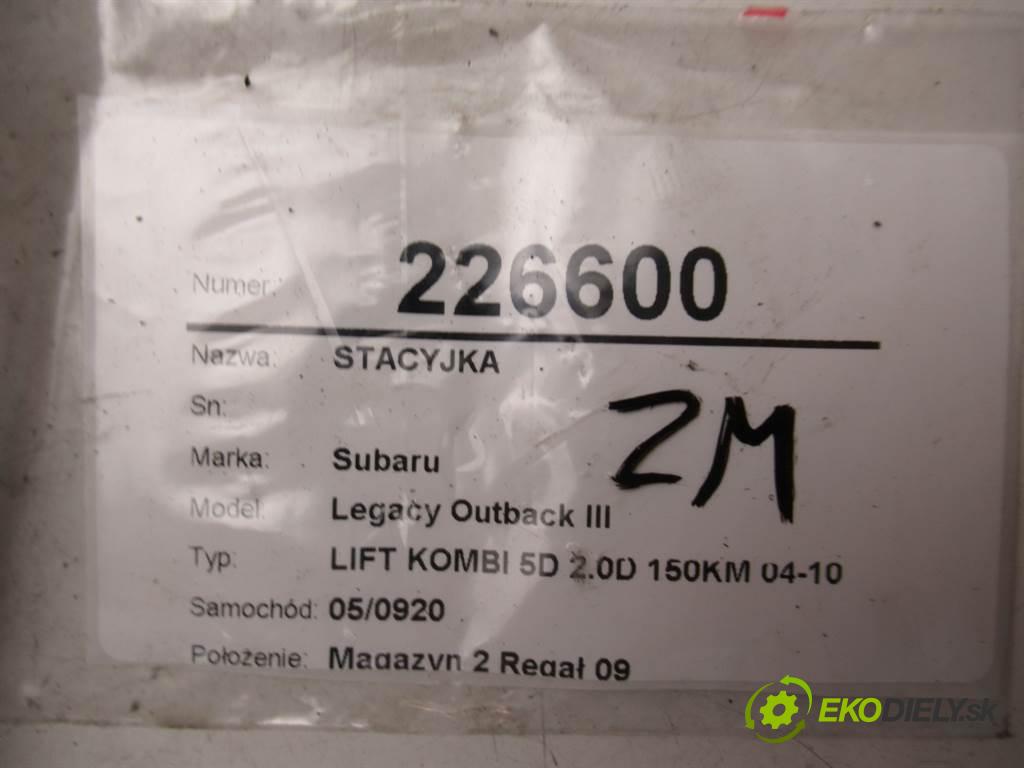 Numer: 226600
Nazwa: STACYJKA
Sn:
ZM
Marka: Subaru
Model: Legacy Outback III
Typ: LIFT KOMBI 5D 2.0D 150KM 04-10
Samochód: 05/0920
Położenie: Magazyn 2 Regał 09
EKODIELY.sk